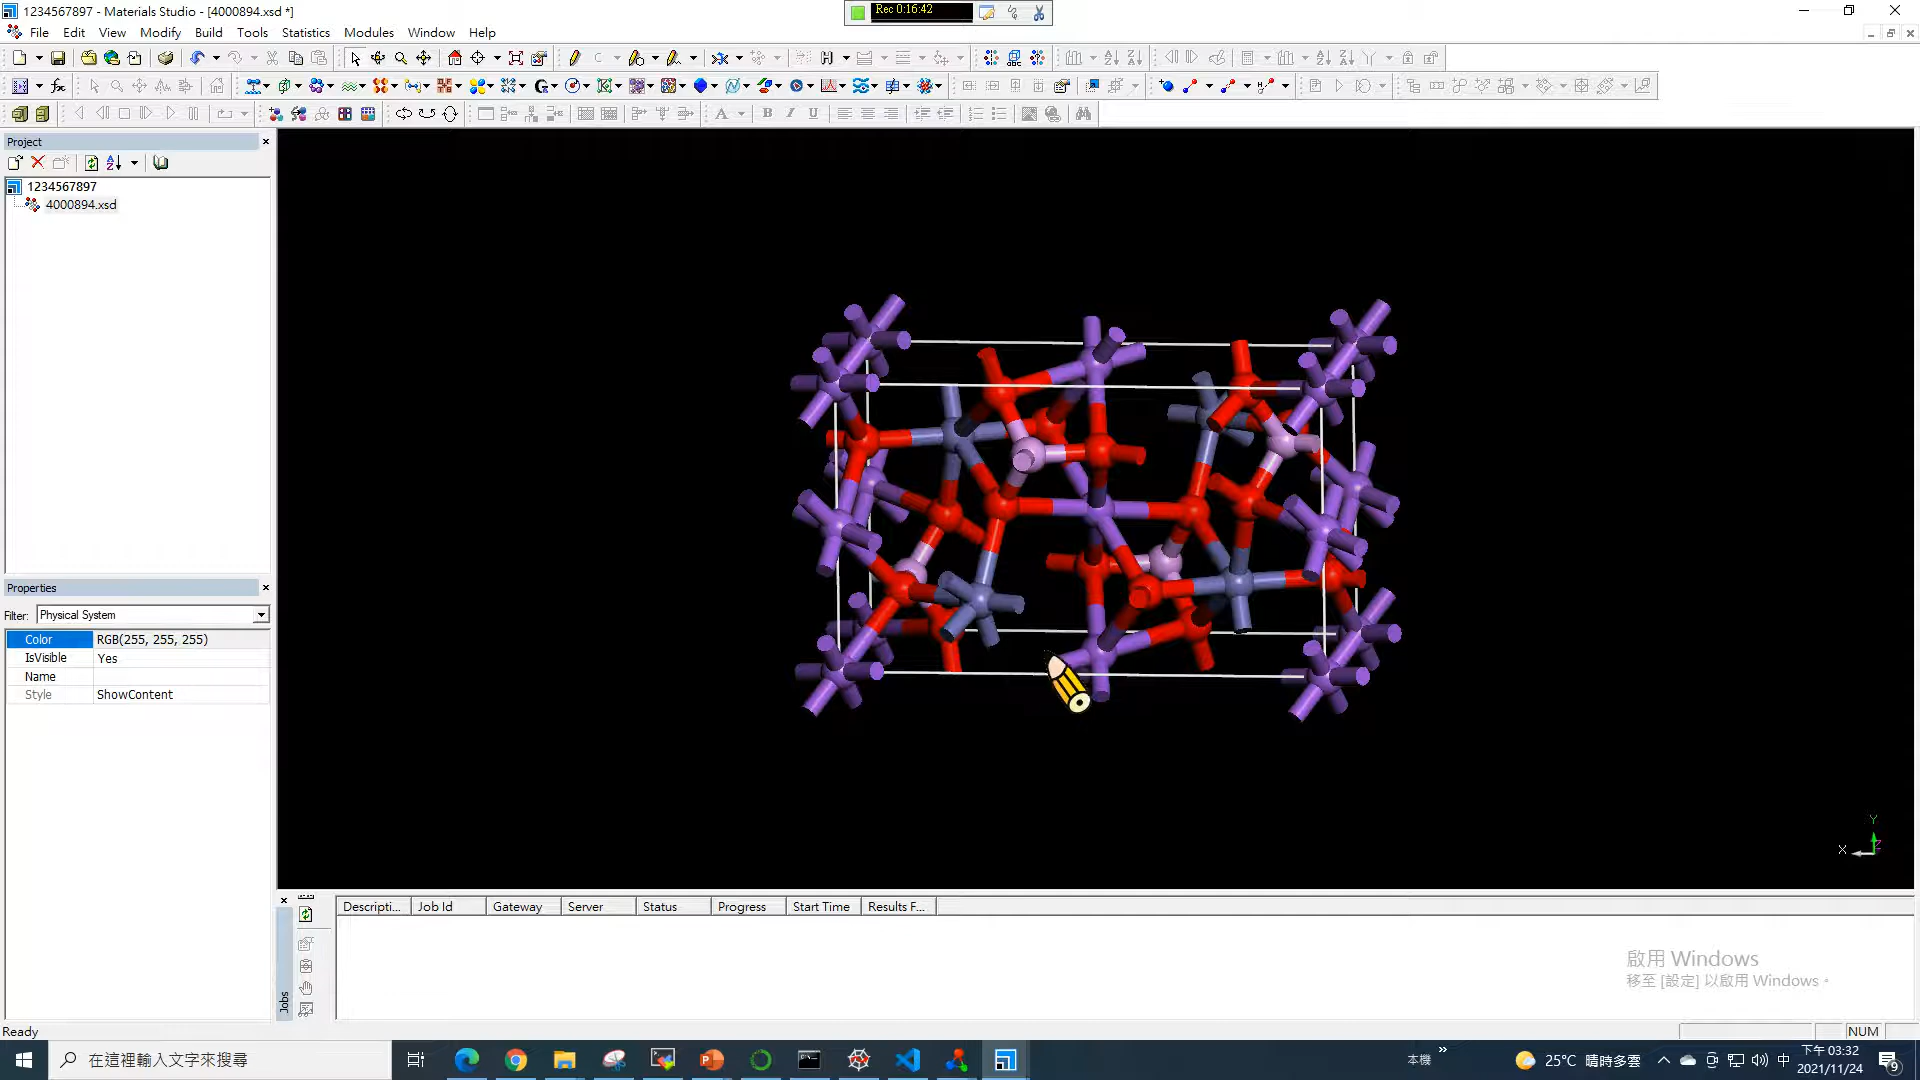 1234567897 - Materials Studio - [4000894.xsd *]
Rec 0:16:42
File Edit View Modify Build Tools Statistics Modules Window Help
Project
1234567897
4000894.xsd
Properties
Filter: Physical System
Color RGB(255, 255, 255)
IsVisible Yes
Name
Style ShowContent
Y
X Z
Descripti... Job Id Gateway Server Status Progress Start Time Results F...
Jobs
啟用 Windows
移至 [設定] 以啟用 Windows。
Ready
NUM
在這裡輸入文字來搜尋
本機
25°C 晴時多雲
中
下午 03:32
2021/11/24
9